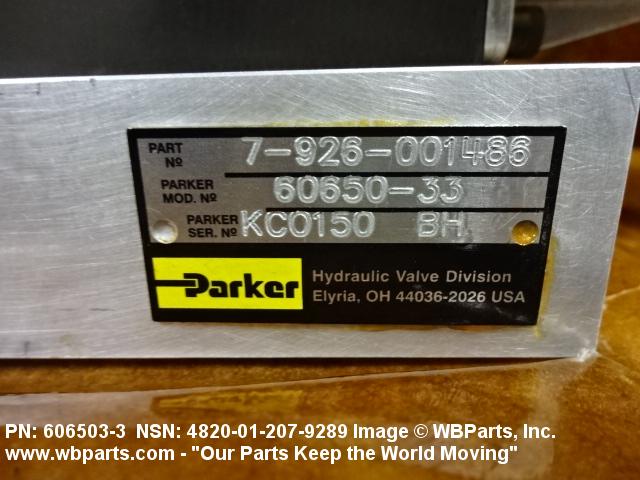 PART
Nº
7-926-001486
PARKER
MOD. Nº
60650-33
PARKER
SER. Nº
KC0150 BH
Parker
Hydraulic Valve Division
Elyria, OH 44036-2026 USA
PN: 606503-3 NSN: 4820-01-207-9289 Image © WBParts, Inc.
www.wbparts.com - "Our Parts Keep the World Moving"